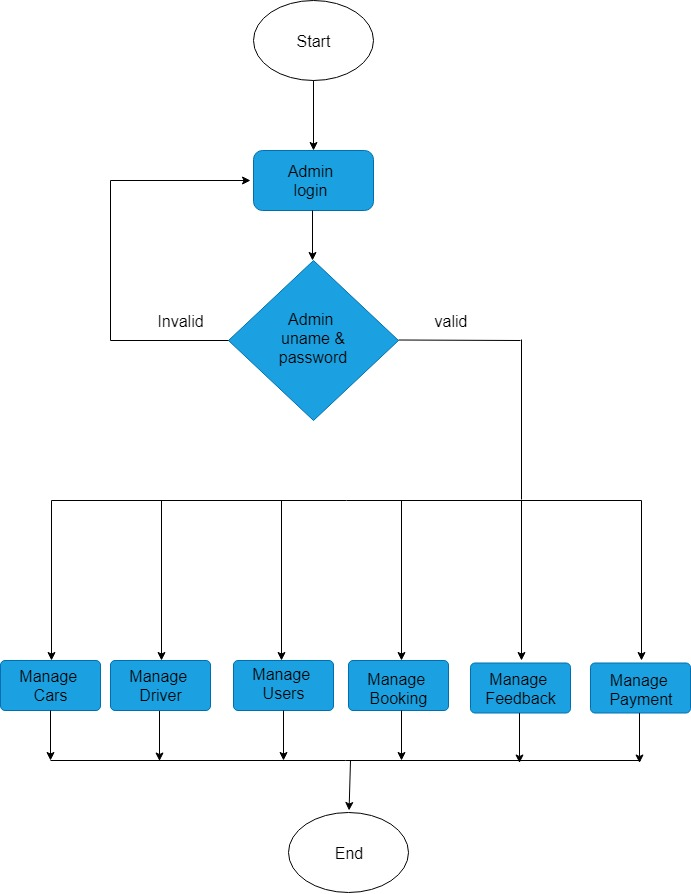 Start
Admin
login
Invalid
Admin
uname &
password
valid
Manage
Cars
Manage
Driver
Manage
Users
Manage
Booking
Manage
Feedback
Manage
Payment
End